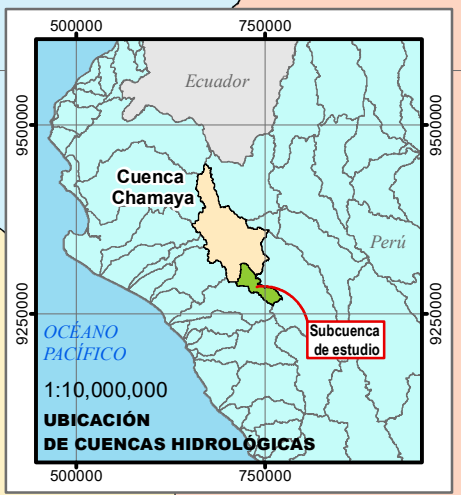 500000
750000
Ecuador
9500000
9500000
Cuenca
Chamaya
Perú
9250000
9250000
OCÉANO
PACÍFICO
Subcuenca
de estudio
1:10,000,000
UBICACIÓN
DE CUENCAS HIDROLÓGICAS
500000
750000